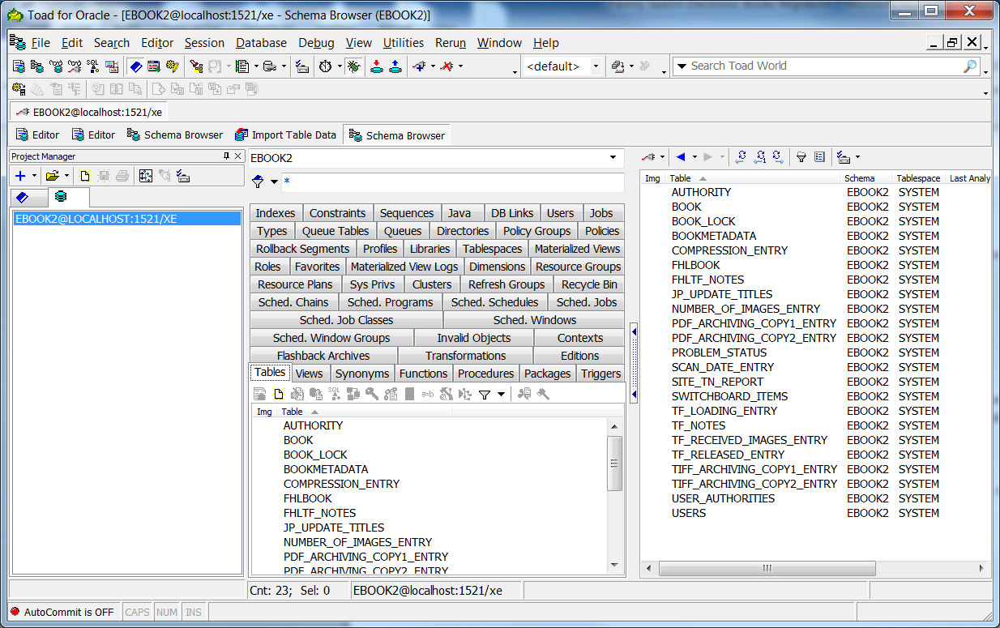 Toad for Oracle - [EBOOK2@localhost:1521/xe - Schema Browser (EBOOK2)]
File Edit Search Editor Session Database Debug View Utilities Rerun Window Help
<default> Search Toad World
EBOOK2@localhost:1521/xe
Editor Editor Schema Browser Import Table Data Schema Browser
Project Manager
EBOOK2@LOCALHOST:1521/XE
EBOOK2
*
Indexes Constraints Sequences Java DB Links Users Jobs
Types Queue Tables Queues Directories Policy Groups Policies
Rollback Segments Profiles Libraries Tablespaces Materialized Views
Roles Favorites Materialized View Logs Dimensions Resource Groups
Resource Plans Sys Privs Clusters Refresh Groups Recycle Bin
Sched. Chains Sched. Programs Sched. Schedules Sched. Jobs
Sched. Job Classes Sched. Windows
Sched. Window Groups Invalid Objects Contexts
Flashback Archives Transformations Editions
Tables Views Synonyms Functions Procedures Packages Triggers
SQL a=b
Img Table
AUTHORITY
BOOK
BOOK_LOCK
BOOKMETADATA
COMPRESSION_ENTRY
FHLBOOK
FHLTF_NOTES
JP_UPDATE_TITLES
NUMBER_OF_IMAGES_ENTRY
PDF_ARCHIVING_COPY1_ENTRY
PDF_ARCHIVING_COPY2_ENTRY
Img Table Schema Tablespace Last Analy
AUTHORITY EBOOK2 SYSTEM
BOOK EBOOK2 SYSTEM
BOOK_LOCK EBOOK2 SYSTEM
BOOKMETADATA EBOOK2 SYSTEM
COMPRESSION_ENTRY EBOOK2 SYSTEM
FHLBOOK EBOOK2 SYSTEM
FHLTF_NOTES EBOOK2 SYSTEM
JP_UPDATE_TITLES EBOOK2 SYSTEM
NUMBER_OF_IMAGES_ENTRY EBOOK2 SYSTEM
PDF_ARCHIVING_COPY1_ENTRY EBOOK2 SYSTEM
PDF_ARCHIVING_COPY2_ENTRY EBOOK2 SYSTEM
PROBLEM_STATUS EBOOK2 SYSTEM
SCAN_DATE_ENTRY EBOOK2 SYSTEM
SITE_TN_REPORT EBOOK2 SYSTEM
SWITCHBOARD_ITEMS EBOOK2 SYSTEM
TF_LOADING_ENTRY EBOOK2 SYSTEM
TF_NOTES EBOOK2 SYSTEM
TF_RECEIVED_IMAGES_ENTRY EBOOK2 SYSTEM
TF_RELEASED_ENTRY EBOOK2 SYSTEM
TIFF_ARCHIVING_COPY1_ENTRY EBOOK2 SYSTEM
TIFF_ARCHIVING_COPY2_ENTRY EBOOK2 SYSTEM
USER_AUTHORITIES EBOOK2 SYSTEM
USERS EBOOK2 SYSTEM
Cnt: 23; Sel: 0 EBOOK2@localhost:1521/xe
AutoCommit is OFF CAPS NUM INS